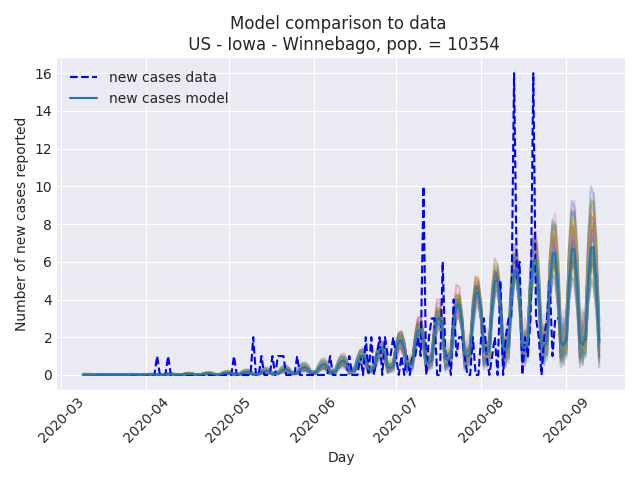 Model comparison to data
US - Iowa - Winnebago, pop. = 10354
new cases data
new cases model
Number of new cases reported
16
14
12
10
8
6
4
2
0
2020-03
2020-04
2020-05
2020-06
2020-07
2020-08
2020-09
Day